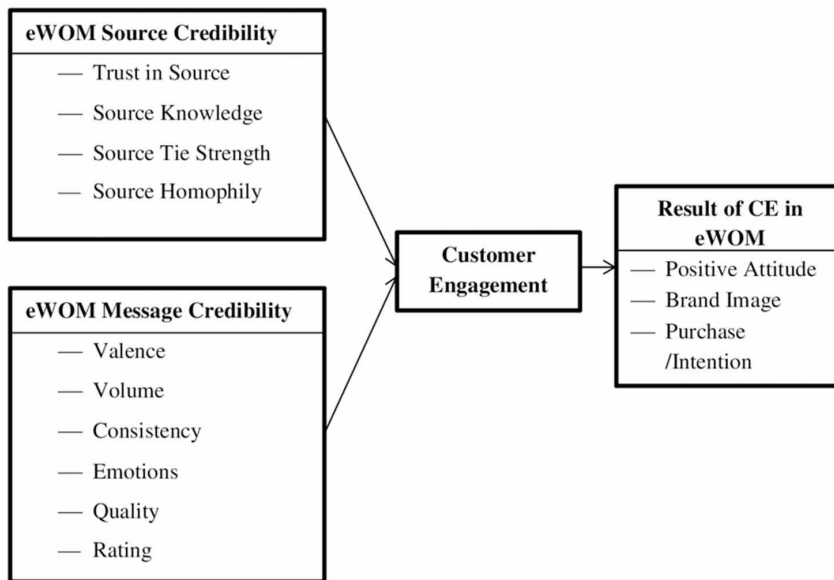 eWOM Source Credibility
— Trust in Source
— Source Knowledge
— Source Tie Strength
— Source Homophily
eWOM Message Credibility
— Valence
— Volume
— Consistency
— Emotions
— Quality
— Rating
Customer
Engagement
Result of CE in
eWOM
— Positive Attitude
— Brand Image
— Purchase
/Intention